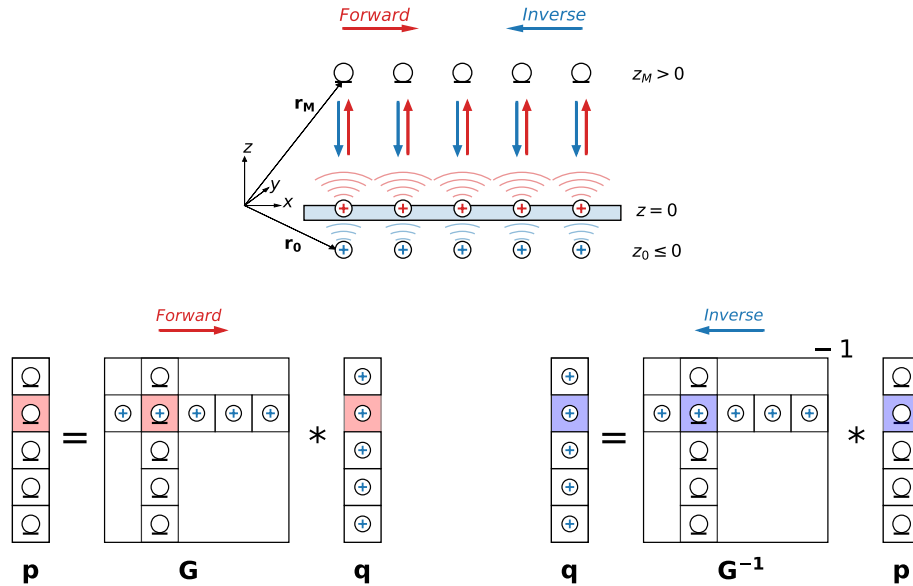 Forward Inverse
z_M > 0
r_M
z
y
x
z = 0
r_0
z_0 ≤ 0
Forward Inverse
− 1
= * = *
p G q q G^{−1} p